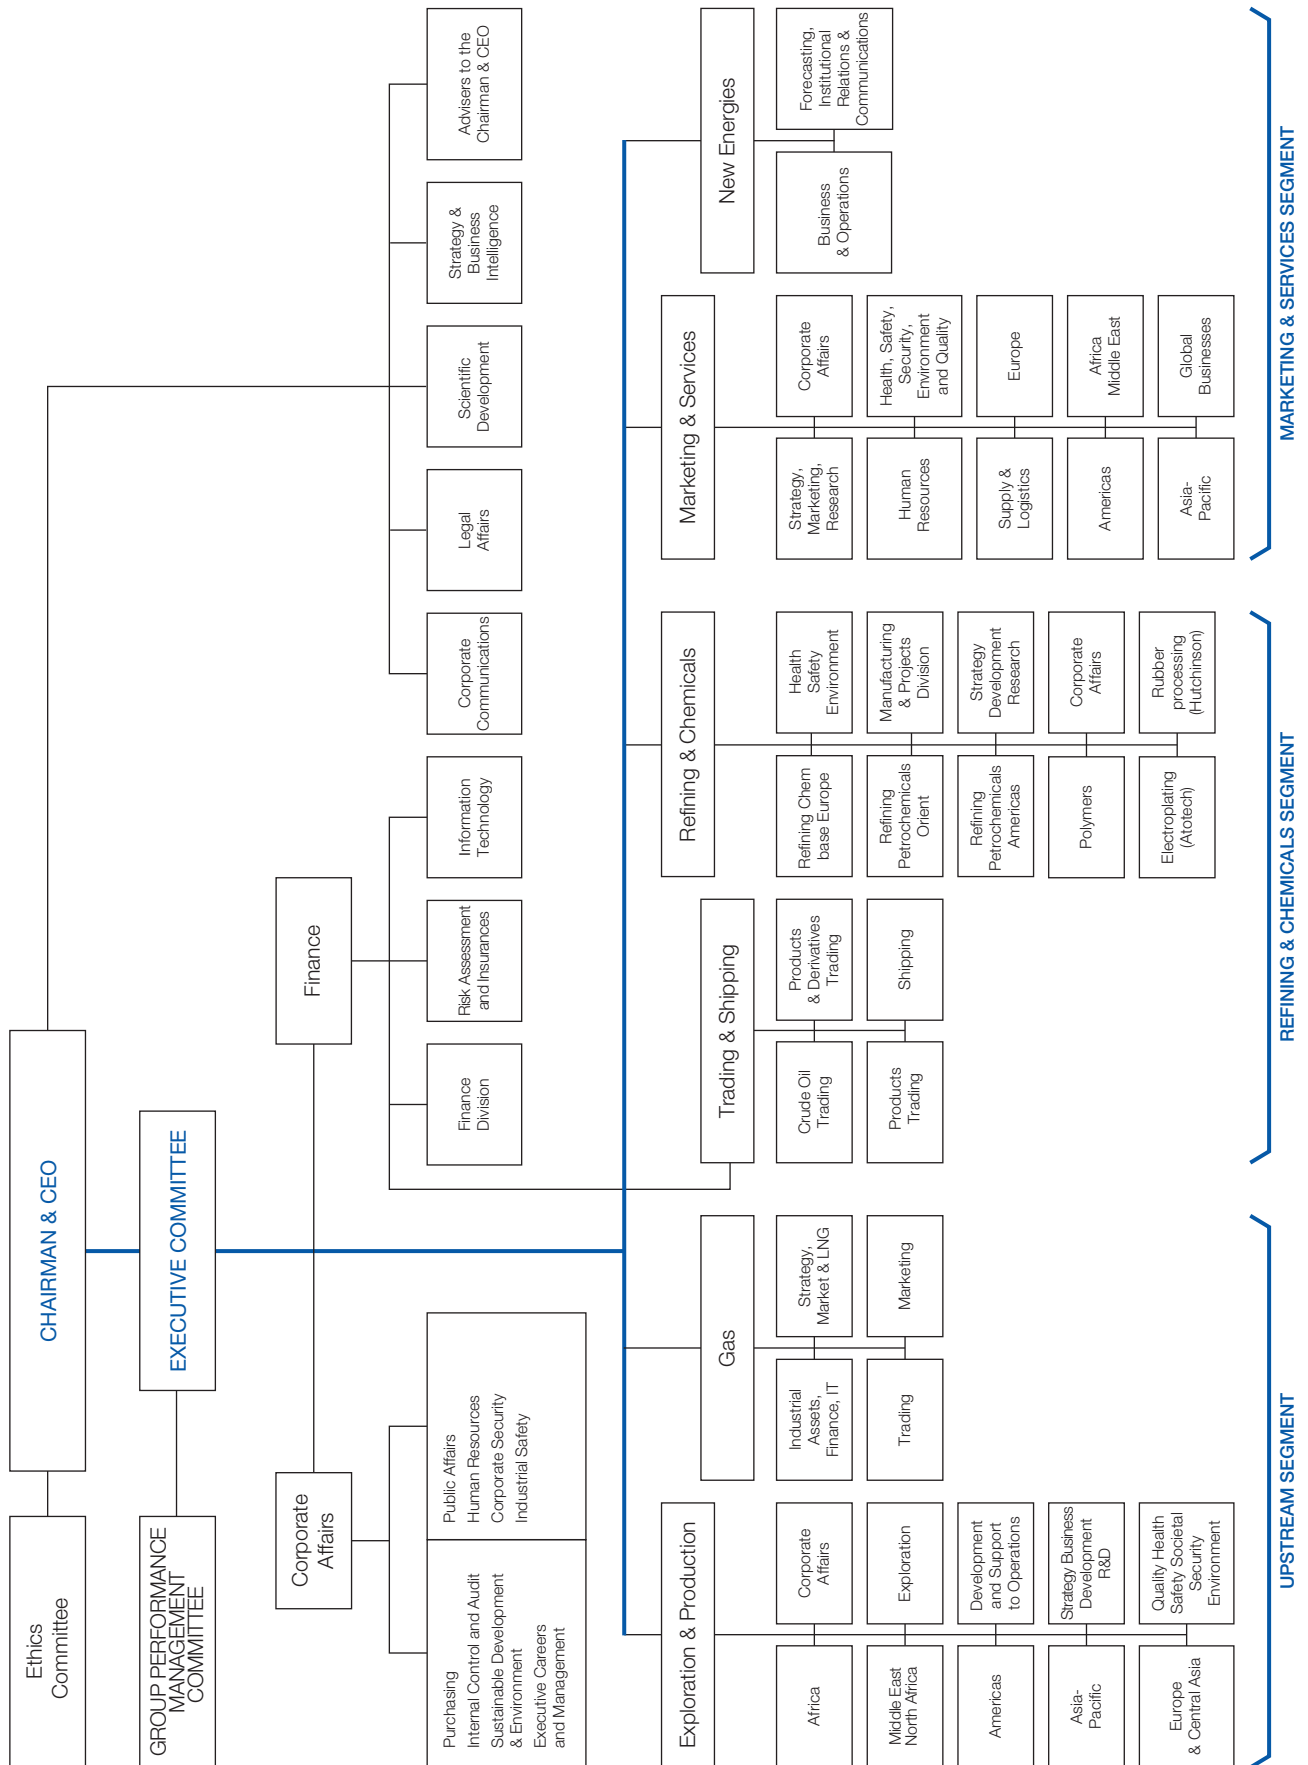 Ethics
Committee
CHAIRMAN & CEO
GROUP PERFORMANCE
MANAGEMENT
COMMITTEE
EXECUTIVE COMMITTEE
Corporate
Affairs
Finance
Purchasing
Internal Control and Audit
Sustainable Development
& Environment
Executive Careers
and Management
Public Affairs
Human Resources
Corporate Security
Industrial Safety
Finance
Division
Risk Assessment
and Insurances
Information
Technology
Corporate
Communications
Legal
Affairs
Scientific
Development
Strategy &
Business
Intelligence
Advisers to the
Chairman & CEO
Exploration & Production
Africa
Corporate
Affairs
Middle East
North Africa
Exploration
Americas
Development
and Support
to Operations
Asia-
Pacific
Strategy Business
Development
R&D
Europe
& Central Asia
Quality Health
Safety Societal
Security
Environment
Gas
Industrial
Assets,
Finance, IT
Strategy,
Market & LNG
Trading
Marketing
Trading & Shipping
Crude Oil
Trading
Products
& Derivatives
Trading
Products
Trading
Shipping
Refining & Chemicals
Refining Chem
base Europe
Health
Safety
Environment
Refining
Petrochemicals
Orient
Manufacturing
& Projects
Division
Refining
Petrochemicals
Americas
Strategy
Development
Research
Polymers
Corporate
Affairs
Electroplating
(Atotech)
Rubber
processing
(Hutchinson)
Marketing & Services
Strategy,
Marketing,
Research
Corporate
Affairs
Human
Resources
Health, Safety,
Security,
Environment
and Quality
Supply &
Logistics
Europe
Americas
Africa
Middle East
Asia-
Pacific
Global
Businesses
New Energies
Business
& Operations
Forecasting,
Institutional
Relations &
Communications
UPSTREAM SEGMENT
REFINING & CHEMICALS SEGMENT
MARKETING & SERVICES SEGMENT